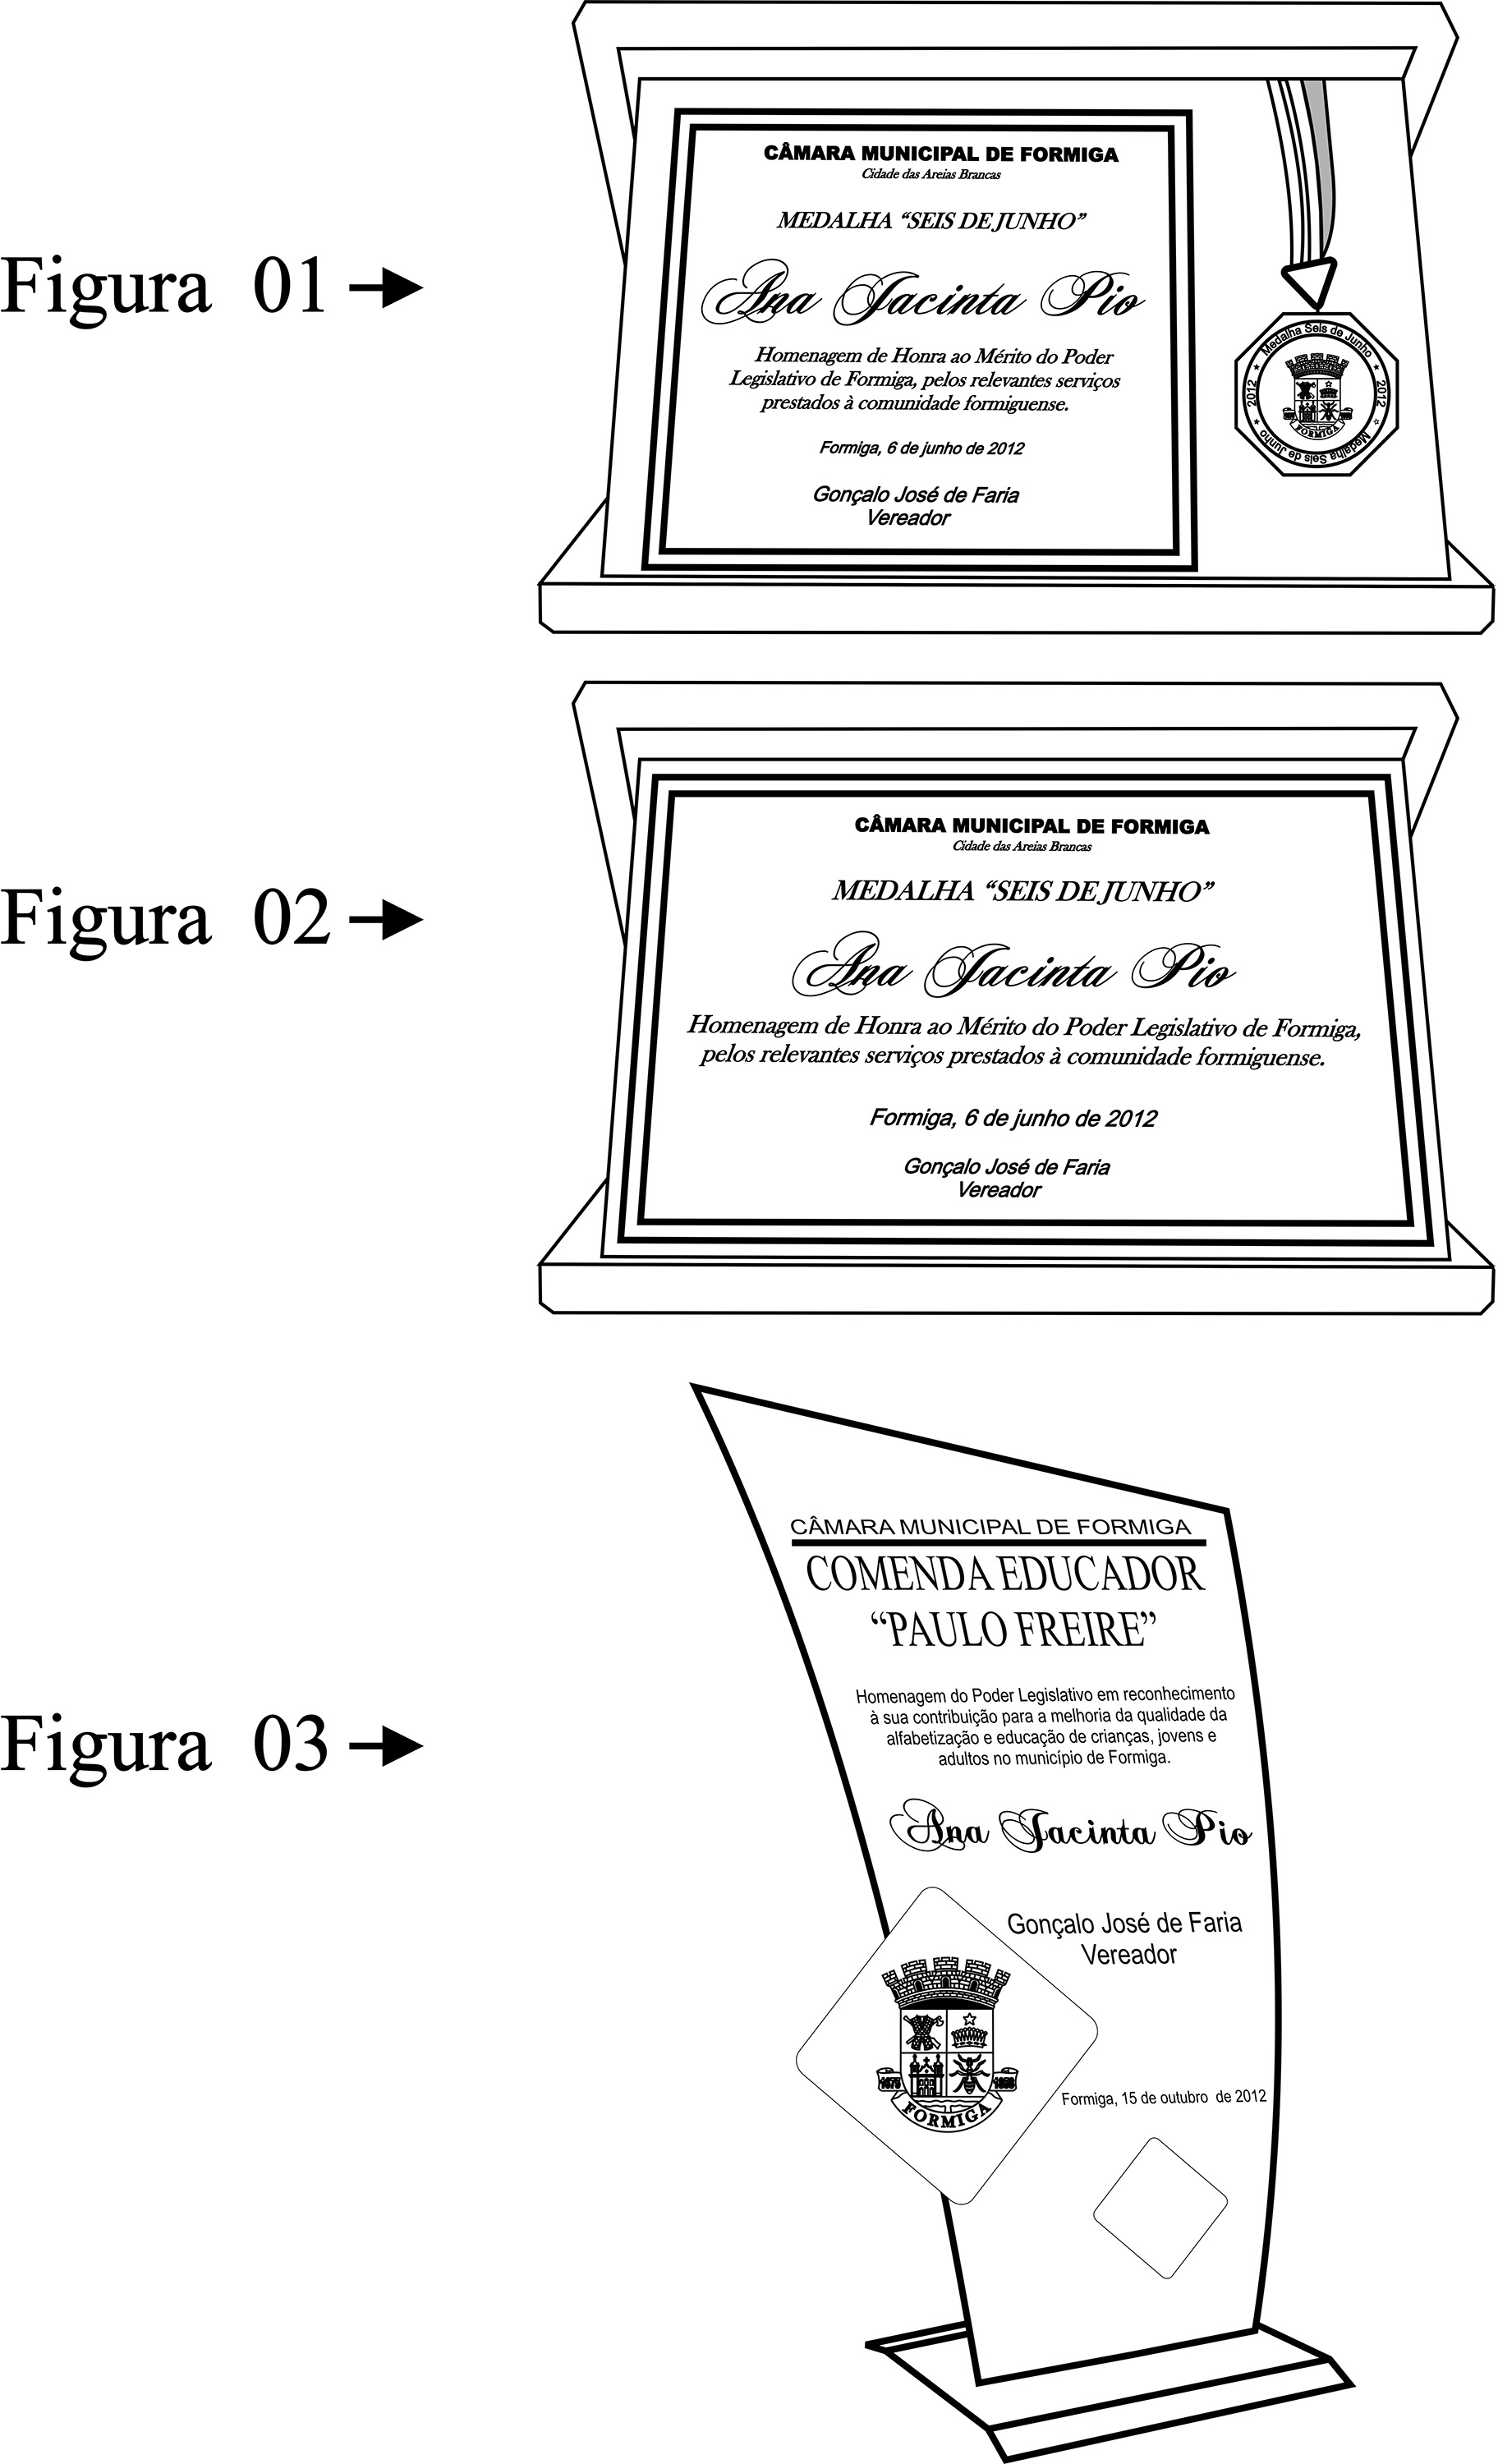 Figura 01
CÂMARA MUNICIPAL DE FORMIGA
Cidade das Areias Brancas
MEDALHA “SEIS DE JUNHO”
Ana Jacinta Pio
Homenagem de Honra ao Mérito do Poder
Legislativo de Formiga, pelos relevantes serviços
prestados à comunidade formiguense.
Formiga, 6 de junho de 2012
Gonçalo José de Faria
Vereador
Medalha Seis de Junho
2012
2012
Medalha Seis de Junho
FORMIGA
Figura 02
CÂMARA MUNICIPAL DE FORMIGA
Cidade das Areias Brancas
MEDALHA “SEIS DE JUNHO”
Ana Jacinta Pio
Homenagem de Honra ao Mérito do Poder Legislativo de Formiga,
pelos relevantes serviços prestados à comunidade formiguense.
Formiga, 6 de junho de 2012
Gonçalo José de Faria
Vereador
Figura 03
CÂMARA MUNICIPAL DE FORMIGA
COMENDA EDUCADOR
“PAULO FREIRE”
Homenagem do Poder Legislativo em reconhecimento
à sua contribuição para a melhoria da qualidade da
alfabetização e educação de crianças, jovens e
adultos no município de Formiga.
Ana Jacinta Pio
Gonçalo José de Faria
Vereador
FORMIGA
Formiga, 15 de outubro de 2012